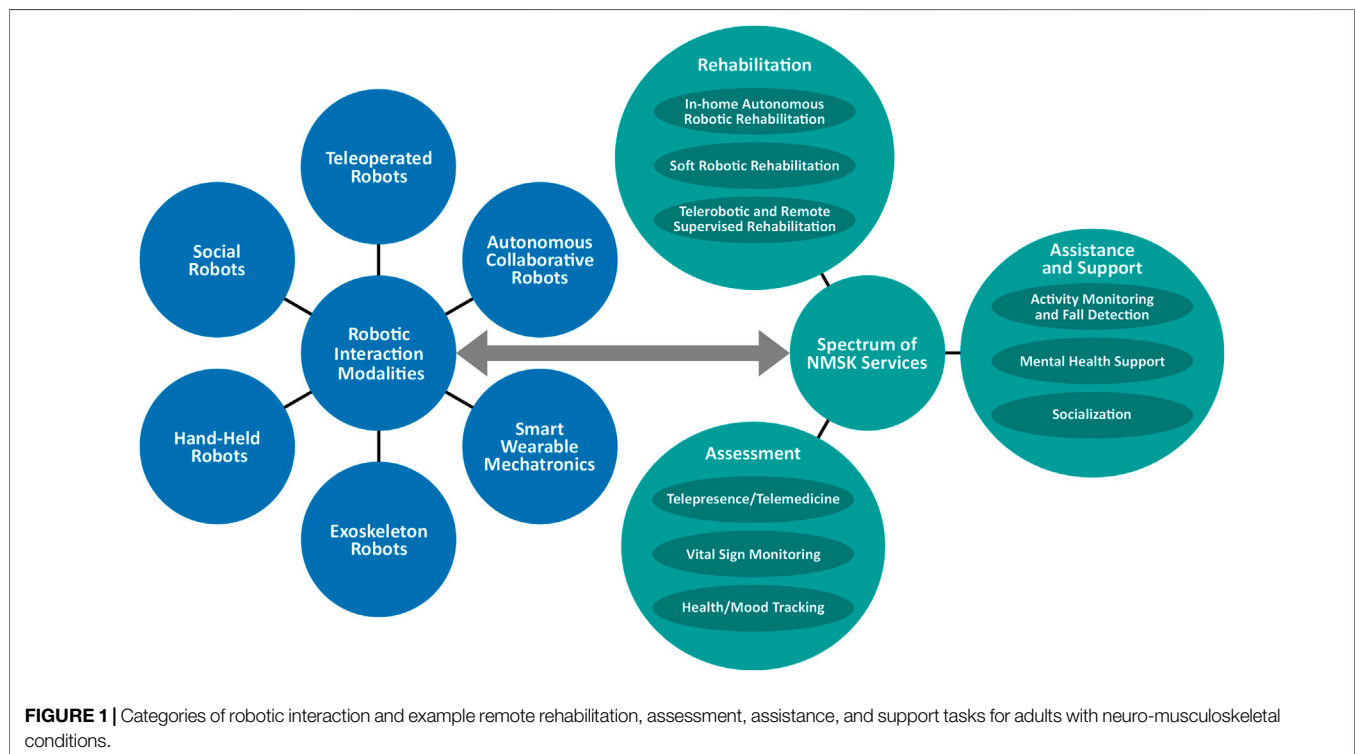 Teleoperated
Robots
Social
Robots
Autonomous
Collaborative
Robots
Robotic
Interaction
Modalities
Hand-Held
Robots
Smart
Wearable
Mechatronics
Exoskeleton
Robots
Rehabilitation
In-home Autonomous
Robotic Rehabilitation
Soft Robotic Rehabilitation
Telerobotic and Remote
Supervised Rehabilitation
Spectrum of
NMSK Services
Assistance
and Support
Activity Monitoring
and Fall Detection
Mental Health Support
Socialization
Assessment
Telepresence/Telemedicine
Vital Sign Monitoring
Health/Mood Tracking
FIGURE 1 | Categories of robotic interaction and example remote rehabilitation, assessment, assistance, and support tasks for adults with neuro-musculoskeletal
conditions.